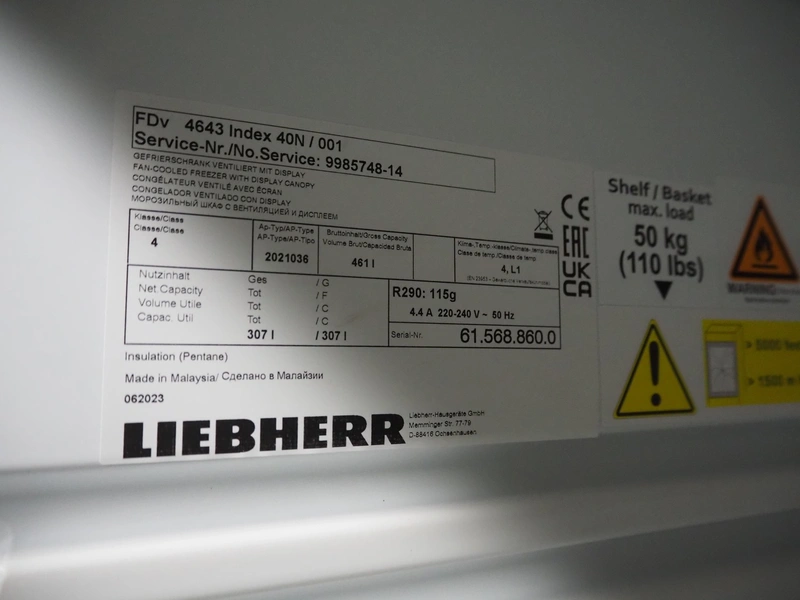 FDv 4643 Index 40N / 001
Service-Nr./No.Service: 9985748-14
GEFRIERSCHRANK VENTILIERT MIT DISPLAY
FAN-COOLED FREEZER WITH DISPLAY CANOPY
CONGÉLATEUR VENTILÉ AVEC ÉCRAN
CONGELADOR VENTILADO CON DISPLAY
МОРОЗИЛЬНЫЙ ШКАФ С ВЕНТИЛЯЦИЕЙ И ДИСПЛЕЕМ
Klasse/Class
Classe/Clase
4
Ap-Typ/AP-Type
AP-Type/AP-Tipo
2021036
Bruttoinhalt/Gross Capacity
Volume Brut/Capacidad Bruta
461 l
Klima.-Temp.-klasse/Climate.-temp.class
Classe de temp./Clase de temp.
4, L1
Nutzinhalt Ges / G
Net.Capacity Tot / F
Volume Utile Tot / C
Capac. Util Tot / C
307 l / 307 l
R290: 115g
4.4 A 220-240 V ~ 50 Hz
Serial-Nr. 61.568.860.0
Insulation (Pentane)
Made in Malaysia/ Сделано в Малайзии
062023
LIEBHERR
Liebherr-Hausgeräte GmbH
Memminger Str. 77-79
D-88416 Ochsenhausen
CE
EAC
UK
CA
Shelf / Basket
max. load
50 kg
(110 lbs)
WARNING
> 5000 feet
> 1500 m